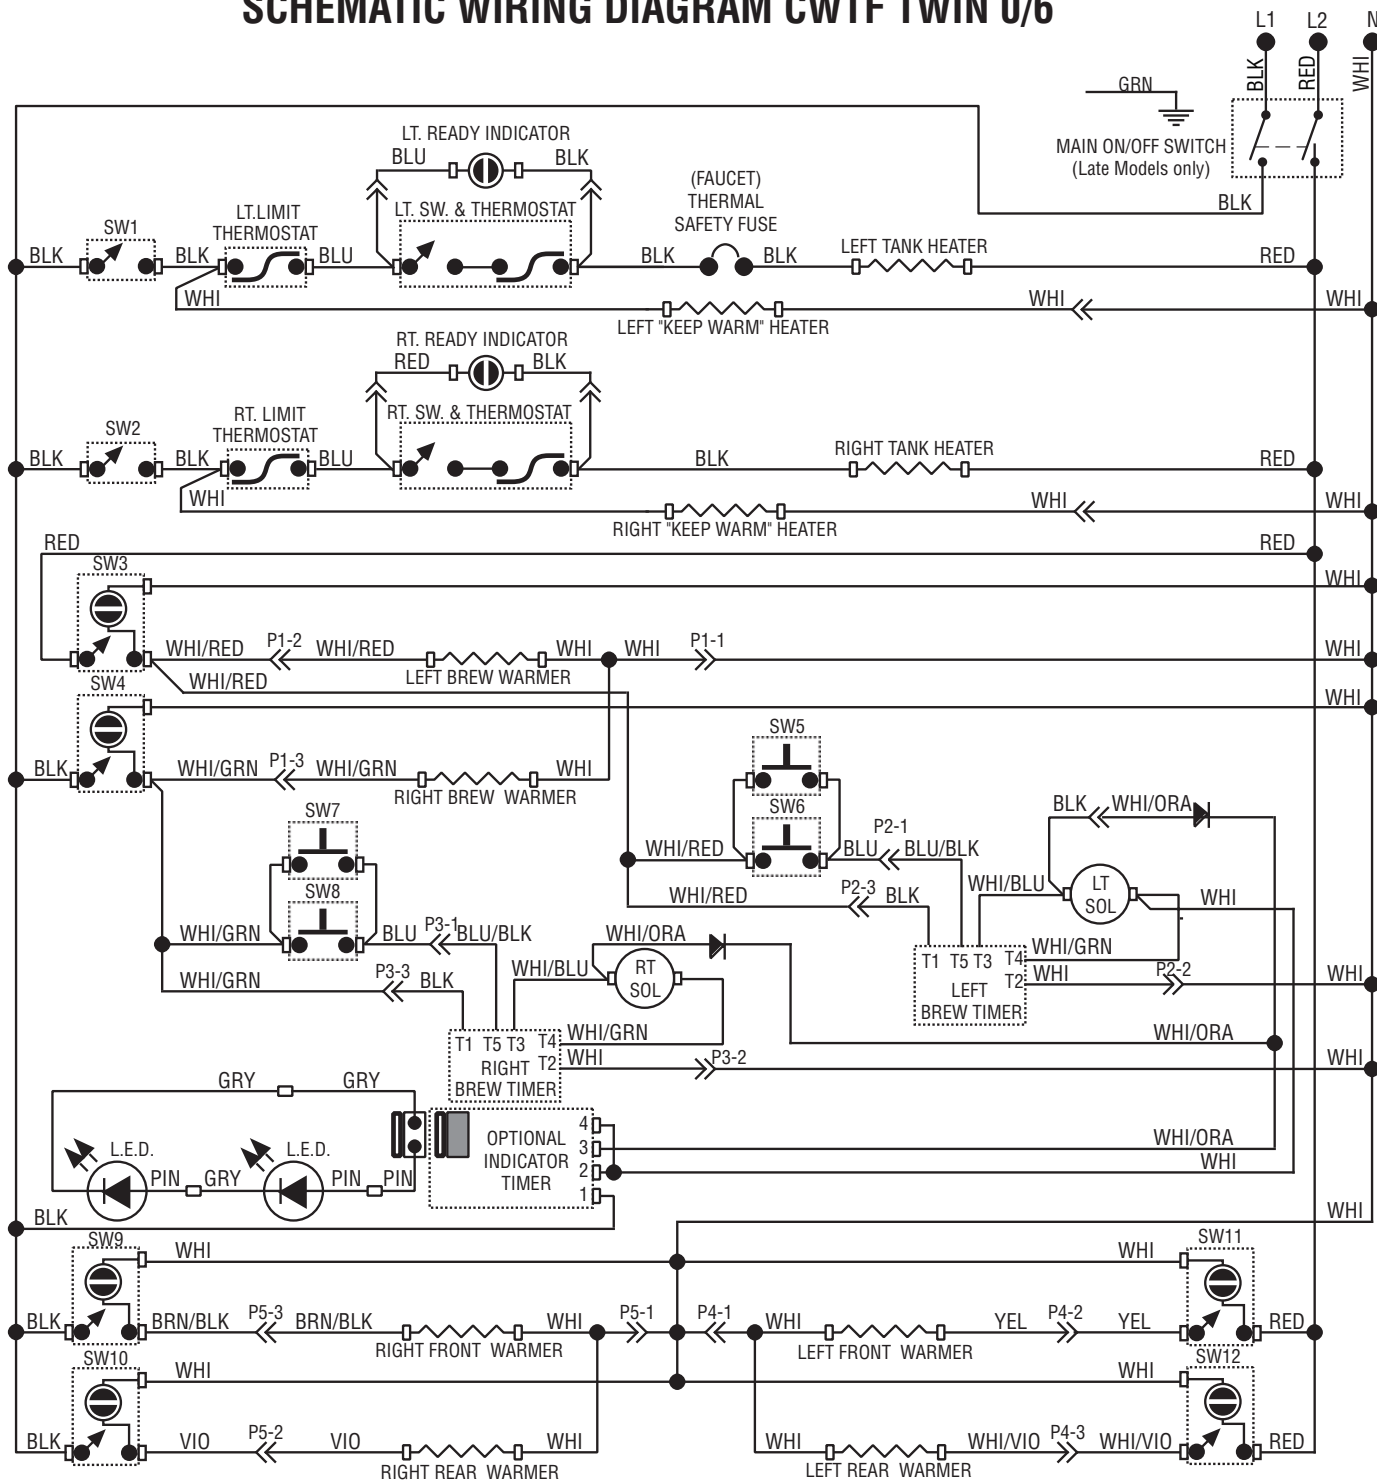 SCHEMATIC WIRING DIAGRAM CWTF TWIN 0/6
L1 L2 N
BLK RED WHI
GRN
MAIN ON/OFF SWITCH
(Late Models only)
BLK
LT. READY INDICATOR
BLU BLK
(FAUCET)
THERMAL
SAFETY FUSE
SW1
LT.LIMIT
THERMOSTAT
LT. SW. & THERMOSTAT
BLK BLK BLU BLK BLK
LEFT TANK HEATER
RED
WHI
LEFT "KEEP WARM" HEATER
WHI WHI
RT. READY INDICATOR
RED BLK
SW2
RT. LIMIT
THERMOSTAT
RT. SW. & THERMOSTAT
BLK BLK BLU BLK
RIGHT TANK HEATER
RED
WHI
RIGHT "KEEP WARM" HEATER
WHI WHI
RED RED
SW3
WHI
WHI/RED P1-2 WHI/RED WHI WHI P1-1 WHI
LEFT BREW WARMER
WHI/RED
SW4
WHI
BLK WHI/GRN P1-3 WHI/GRN WHI
RIGHT BREW WARMER
SW5
SW6
WHI/RED BLU P2-1 BLU/BLK
BLK WHI/ORA
SW7
SW8
WHI/RED P2-3 BLK
WHI/BLU LT
SOL
WHI
WHI/GRN BLU P3-1 BLU/BLK
WHI/ORA
WHI/GRN P3-3 BLK
WHI/BLU RT
SOL
T1 T5 T3 T4 WHI/GRN
T2 WHI P2-2 WHI
LEFT
BREW TIMER
T1 T5 T3 T4 WHI/GRN
WHI/ORA
RIGHT T2 WHI P3-2 WHI
BREW TIMER
GRY GRY
OPTIONAL
INDICATOR
TIMER
4
3
2
1
WHI/ORA
WHI
L.E.D. L.E.D.
PIN GRY PIN PIN
BLK
WHI
SW9
WHI WHI
SW11
BLK BRN/BLK P5-3 BRN/BLK WHI P5-1 P4-1 WHI YEL P4-2 YEL RED
RIGHT FRONT WARMER
LEFT FRONT WARMER
SW10
WHI WHI
SW12
BLK VIO P5-2 VIO WHI WHI WHI/VIO P4-3 WHI/VIO RED
RIGHT REAR WARMER
LEFT REAR WARMER